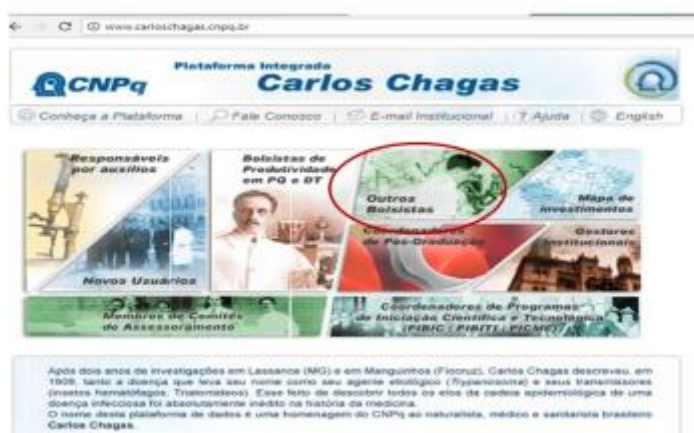 www.carloschagas.cnpq.br
Plataforma Integrada
CNPq Carlos Chagas
Conheça a Plataforma | Fale Conosco | E-mail Institucional | ? Ajuda | English
Responsáveis
por auxílios
Bolsistas de
Produtividade
em PQ e DT
Outros
Bolsistas
Mapa de
investimentos
Novos Usuários
Coordenadores
de Pós-Graduação
Gestores
Institucionais
Membros de Comitês
de Assessoramento
Coordenadores de Programas
de Iniciação Científica e Tecnológica
(PIBIC | PIBITI | PICME)
Após dois anos de investigações em Lassance (MG) e em Manguinhos (Fiocruz), Carlos Chagas descreveu, em
1909, tanto a doença que leva seu nome como seu agente etiológico (Trypanosoma) e seus transmissores
(insetos hematófagos, Triatomíneos). Esse feito de descobrir todos os elos da cadeia epidemiológica de uma
doença infecciosa foi absolutamente inédito na história da medicina.
O nome desta plataforma de dados é uma homenagem do CNPq ao naturalista, médico e sanitarista brasileiro
Carlos Chagas.